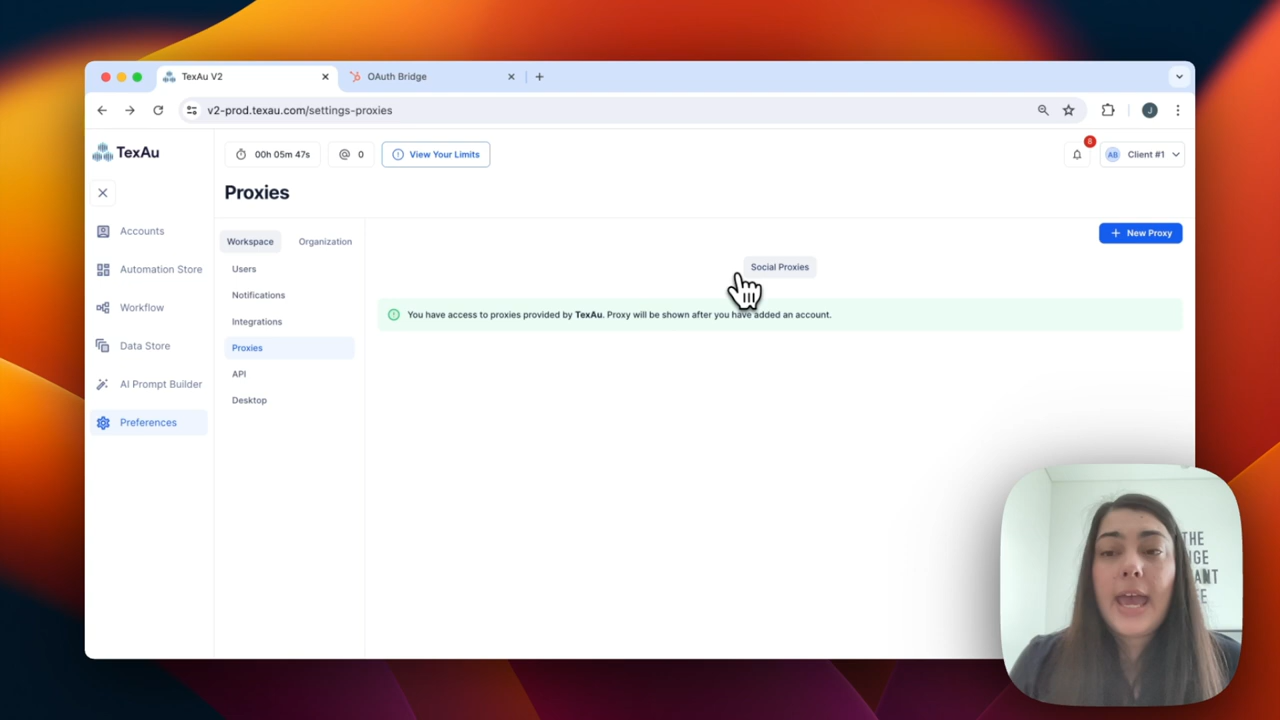 TexAu V2
OAuth Bridge
v2-prod.texau.com/settings-proxies
J
TexAu
00h 05m 47s
@ 0
View Your Limits
8
AB
Client #1
Proxies
Accounts
Automation Store
Workflow
Data Store
AI Prompt Builder
Preferences
Workspace
Organization
Users
Notifications
Integrations
Proxies
API
Desktop
+ New Proxy
Social Proxies
You have access to proxies provided by TexAu. Proxy will be shown after you have added an account.
THE